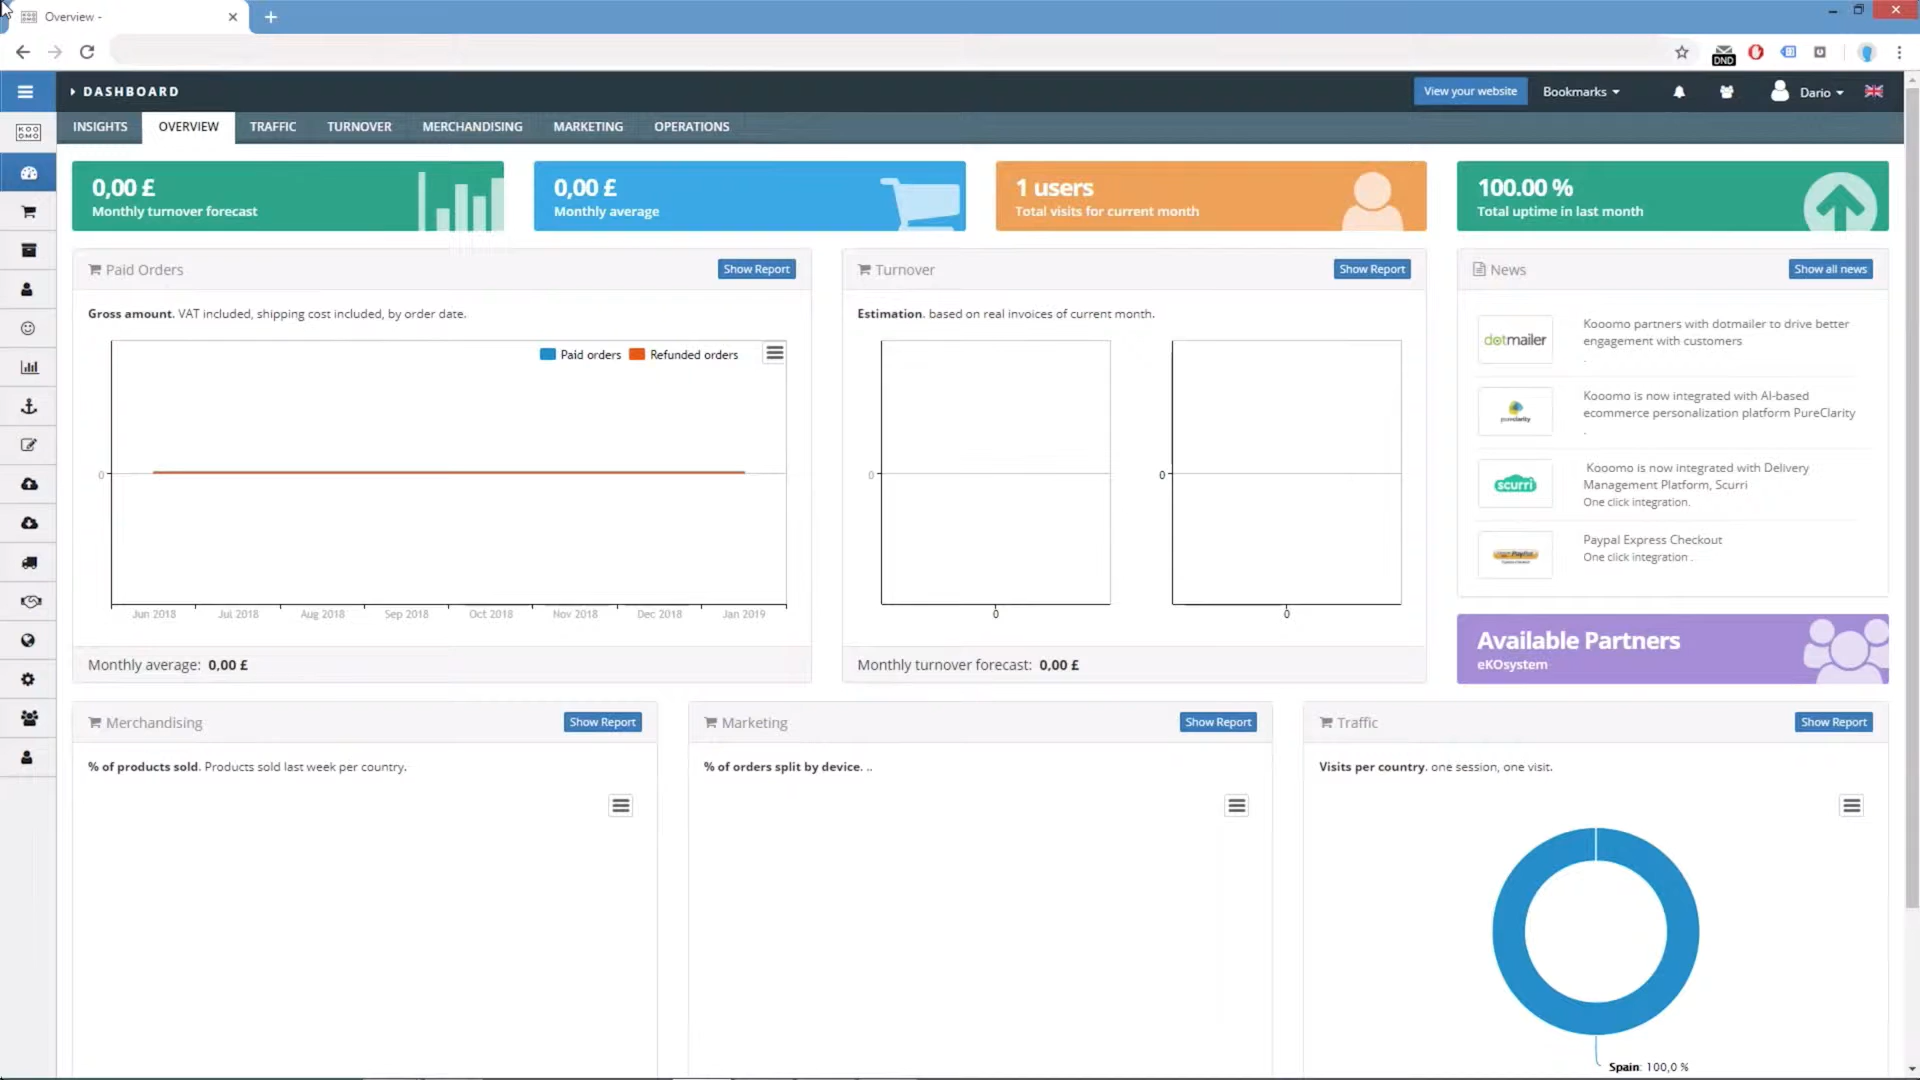 Overview -
DND
DASHBOARD
View your website
Bookmarks
Dario
KOO
OMO
INSIGHTS
OVERVIEW
TRAFFIC
TURNOVER
MERCHANDISING
MARKETING
OPERATIONS
0,00 £
Monthly turnover forecast
0,00 £
Monthly average
1 users
Total visits for current month
100.00 %
Total uptime in last month
Paid Orders
Show Report
Gross amount. VAT included, shipping cost included, by order date.
Paid orders
Refunded orders
0
Jun 2018
Jul 2018
Aug 2018
Sep 2018
Oct 2018
Nov 2018
Dec 2018
Jan 2019
Monthly average: 0,00 £
Turnover
Show Report
Estimation. based on real invoices of current month.
0
0
0
0
Monthly turnover forecast: 0,00 £
News
Show all news
dotmailer
Kooomo partners with dotmailer to drive better
engagement with customers
.
pureclarity
Kooomo is now integrated with AI-based
ecommerce personalization platform PureClarity
.
scurri
Kooomo is now integrated with Delivery
Management Platform, Scurri
One click integration.
PayPal
Paypal Express Checkout
One click integration .
Available Partners
eKOsystem
Merchandising
Show Report
% of products sold. Products sold last week per country.
Marketing
Show Report
% of orders split by device. ..
Traffic
Show Report
Visits per country. one session, one visit.
Spain: 100,0 %